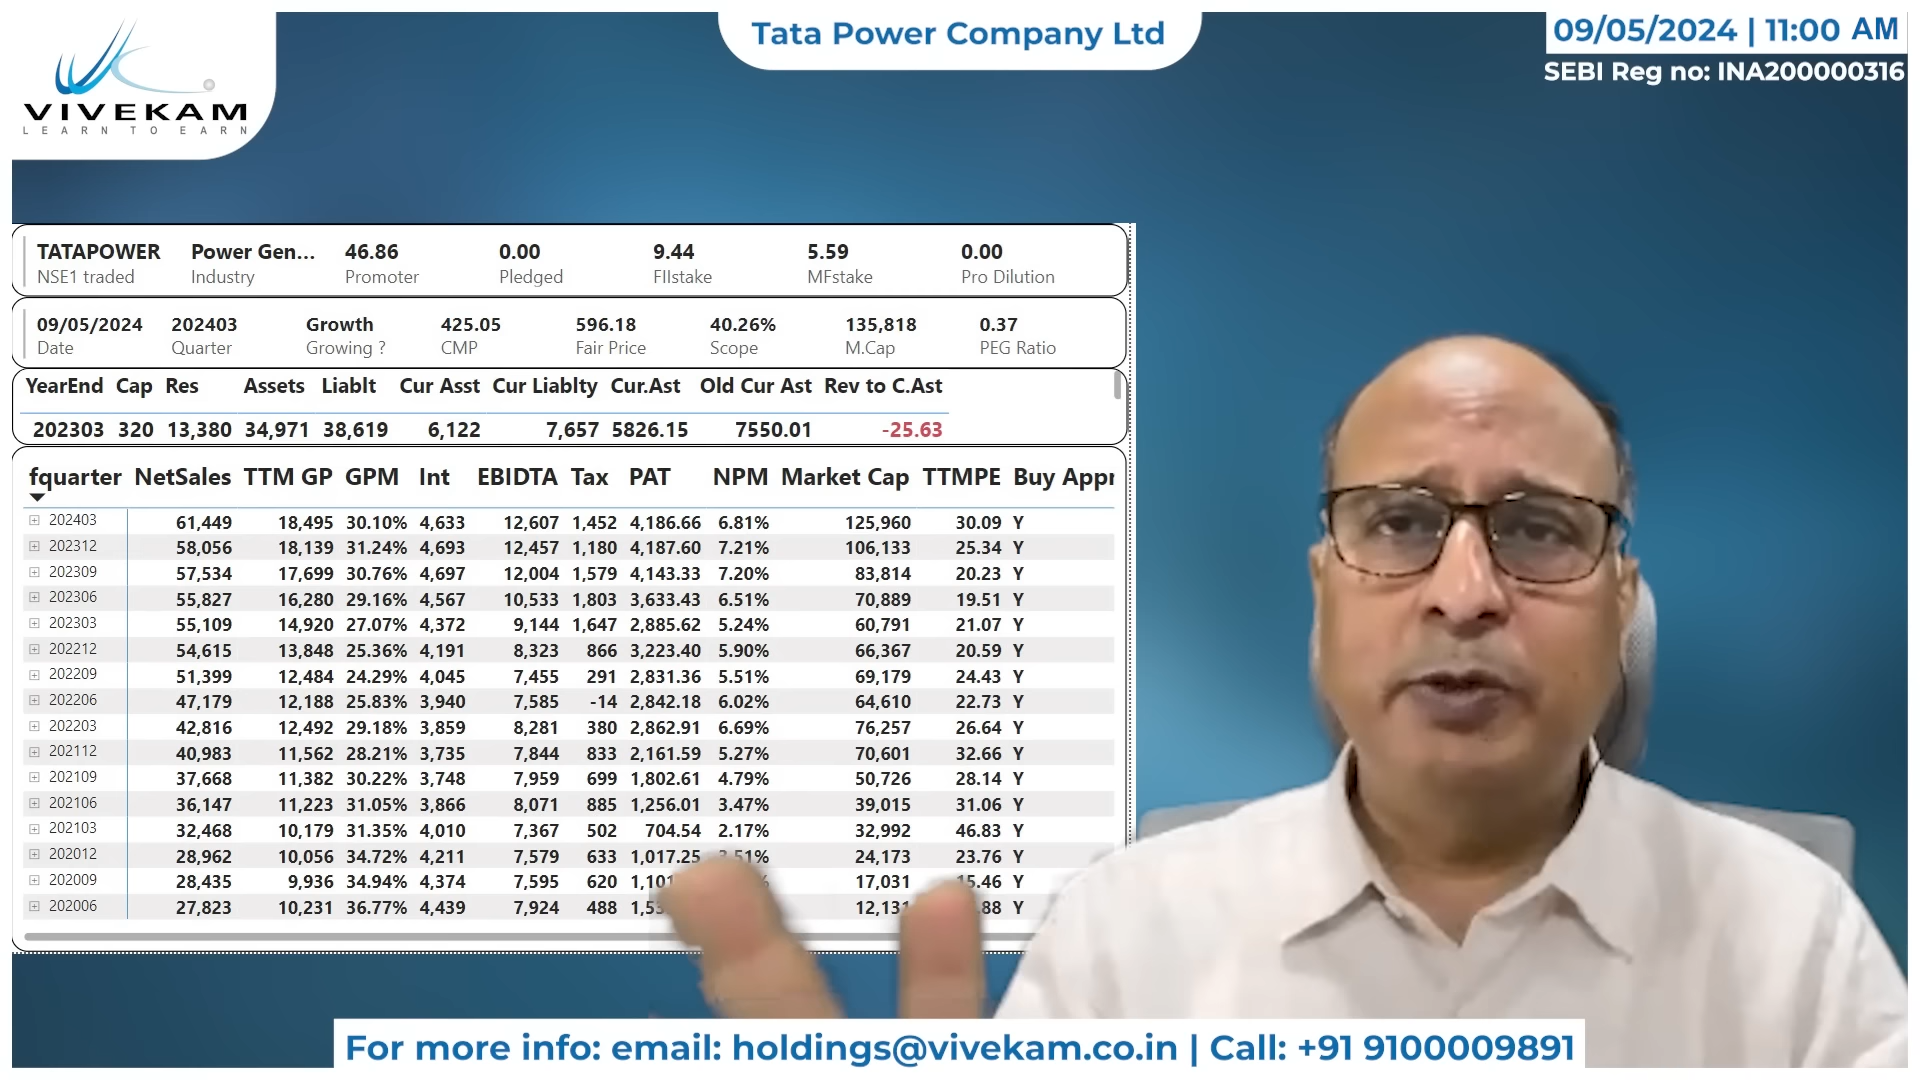 VIVEKAM
LEARN TO EARN
Tata Power Company Ltd
09/05/2024 | 11:00 AM
SEBI Reg no: INA200000316
TATAPOWER Power Gen... 46.86 0.00 9.44 5.59 0.00
NSE1 traded Industry Promoter Pledged FIIstake MFstake Pro Dilution
09/05/2024 202403 Growth 425.05 596.18 40.26% 135,818 0.37
Date Quarter Growing ? CMP Fair Price Scope M.Cap PEG Ratio
YearEnd Cap Res Assets Liablt Cur Asst Cur Liablty Cur.Ast Old Cur Ast Rev to C.Ast
202303 320 13,380 34,971 38,619 6,122 7,657 5826.15 7550.01 -25.63
fquarter NetSales TTM GP GPM Int EBIDTA Tax PAT NPM Market Cap TTMPE Buy Appr
202403 61,449 18,495 30.10% 4,633 12,607 1,452 4,186.66 6.81% 125,960 30.09 Y
202312 58,056 18,139 31.24% 4,693 12,457 1,180 4,187.60 7.21% 106,133 25.34 Y
202309 57,534 17,699 30.76% 4,697 12,004 1,579 4,143.33 7.20% 83,814 20.23 Y
202306 55,827 16,280 29.16% 4,567 10,533 1,803 3,633.43 6.51% 70,889 19.51 Y
202303 55,109 14,920 27.07% 4,372 9,144 1,647 2,885.62 5.24% 60,791 21.07 Y
202212 54,615 13,848 25.36% 4,191 8,323 866 3,223.40 5.90% 66,367 20.59 Y
202209 51,399 12,484 24.29% 4,045 7,455 291 2,831.36 5.51% 69,179 24.43 Y
202206 47,179 12,188 25.83% 3,940 7,585 -14 2,842.18 6.02% 64,610 22.73 Y
202203 42,816 12,492 29.18% 3,859 8,281 380 2,862.91 6.69% 76,257 26.64 Y
202112 40,983 11,562 28.21% 3,735 7,844 833 2,161.59 5.27% 70,601 32.66 Y
202109 37,668 11,382 30.22% 3,748 7,959 699 1,802.61 4.79% 50,726 28.14 Y
202106 36,147 11,223 31.05% 3,866 8,071 885 1,256.01 3.47% 39,015 31.06 Y
202103 32,468 10,179 31.35% 4,010 7,367 502 704.54 2.17% 32,992 46.83 Y
202012 28,962 10,056 34.72% 4,211 7,579 633 1,017.25 24,173 23.76 Y
202009 28,435 9,936 34.94% 4,374 7,595 620 17,031 Y
202006 27,823 10,231 36.77% 4,439 7,924 488 Y
For more info: email: holdings@vivekam.co.in | Call: +91 9100009891